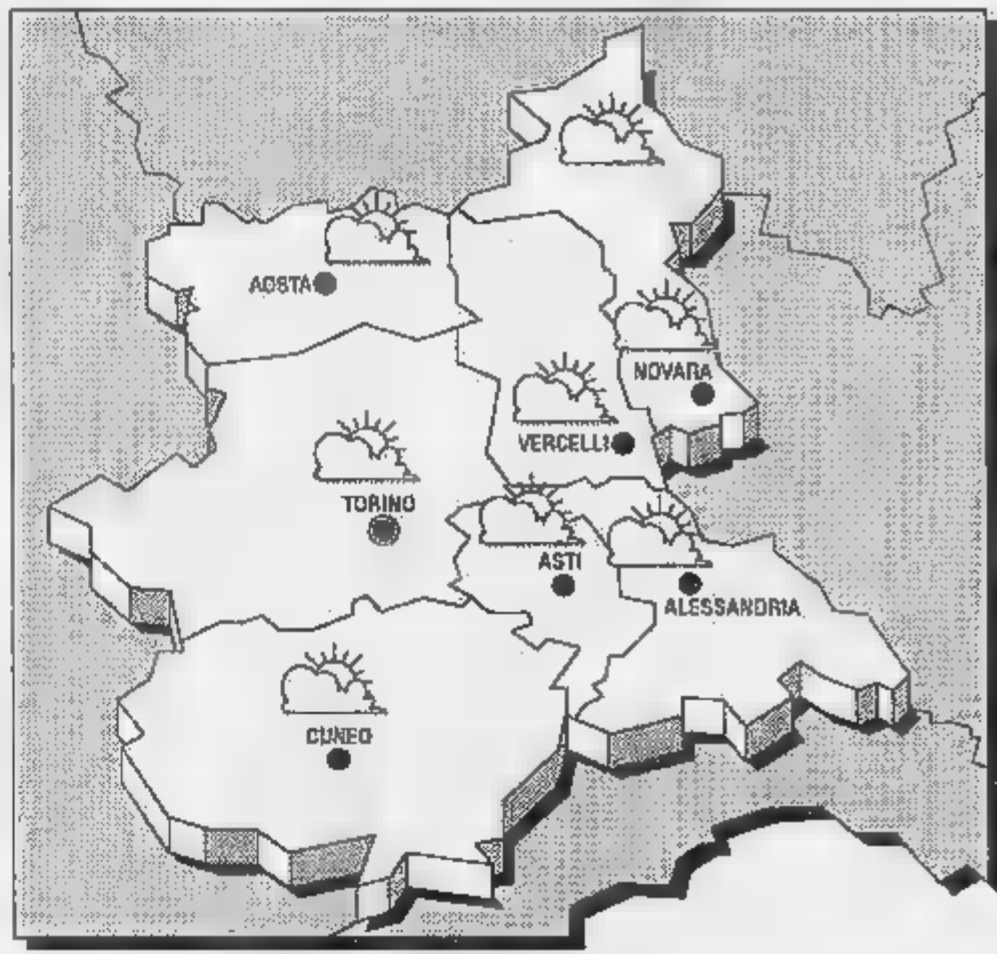 AOSTA
NOVARA
VERCELLI
TORINO
ASTI
ALESSANDRIA
CUNEO